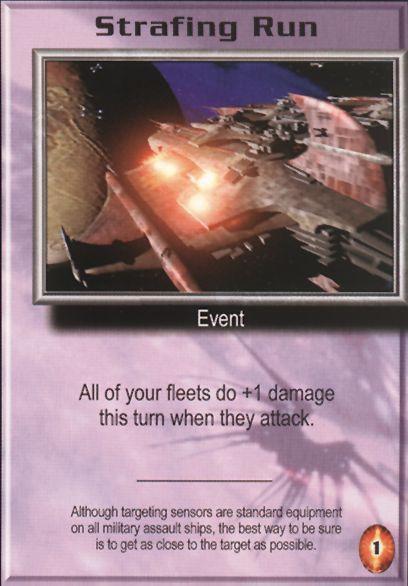 Strafing Run
Event
All of your fleets do +1 damage
this turn when they attack.
Although targeting sensors are standard equipment
on all military assault ships, the best way to be sure
is to get as close to the target as possible.
1